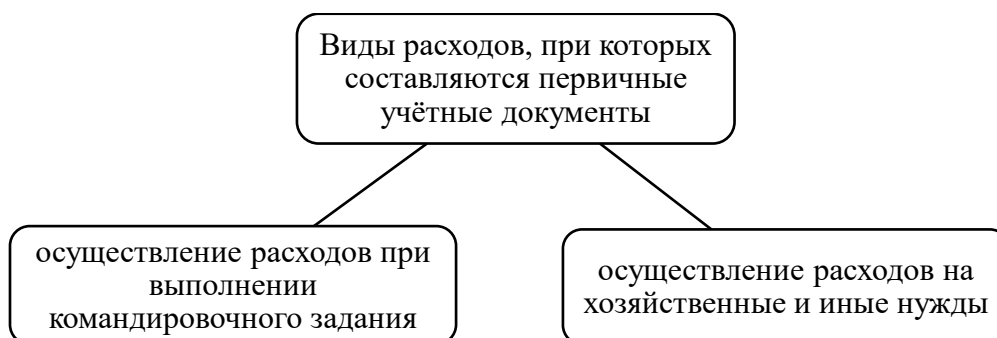 Виды расходов, при которых
составляются первичные
учётные документы
осуществление расходов при
выполнении
командировочного задания
осуществление расходов на
хозяйственные и иные нужды